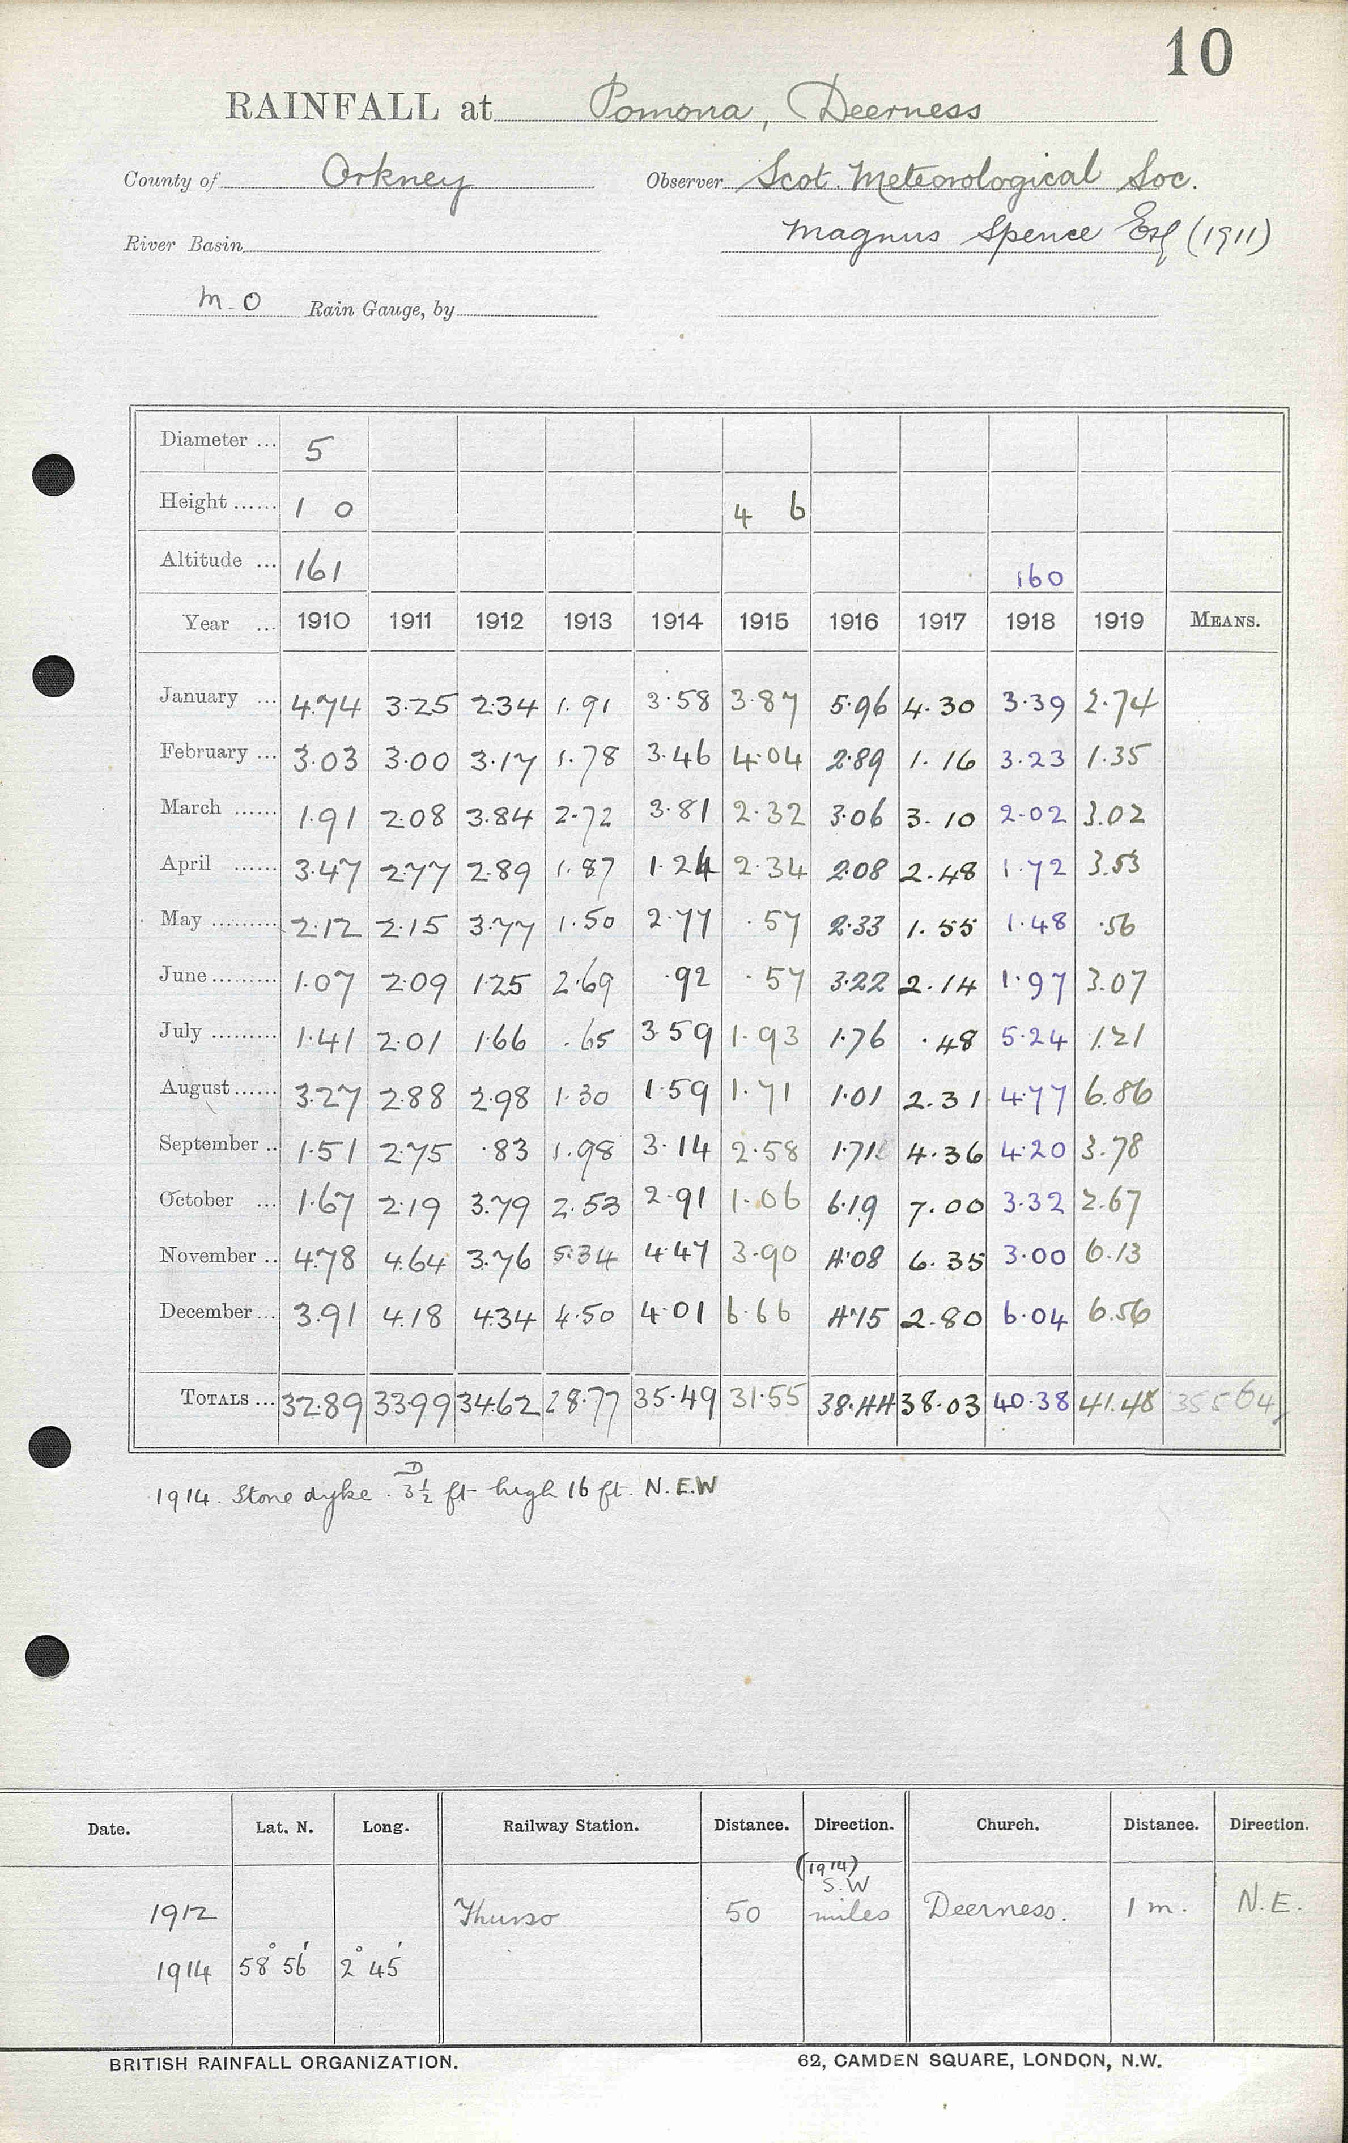 10
RAINFALL at Pomona, Deerness
County of Orkney Observer Scot. Meteorological Soc.
River Basin Magnus Spence Esq (1911)
M.O Rain Gauge, by
Diameter ... 5
Height ...... 1 0 4 6
Altitude ... 161 160
Year ... 1910 1911 1912 1913 1914 1915 1916 1917 1918 1919 MEANS.
January ... 4.74 3.25 2.34 1.91 3.58 3.87 5.96 4.30 3.39 2.74
February ... 3.03 3.00 3.17 1.78 3.46 4.04 2.89 1.16 3.23 1.35
March ...... 1.91 2.08 3.84 2.72 3.81 2.32 3.06 3.10 2.02 3.02
April ...... 3.47 2.77 2.89 1.87 1.24 2.34 2.08 2.48 1.72 3.53
May .......... 2.12 2.15 3.77 1.50 2.77 .57 2.33 1.55 1.48 .56
June ......... 1.07 2.09 1.25 2.69 .92 .57 3.22 2.14 1.97 3.07
July ......... 1.41 2.01 1.66 .65 3.59 1.93 1.76 .48 5.24 1.21
August ...... 3.27 2.88 2.98 1.30 1.59 1.71 1.01 2.31 4.77 6.86
September .. 1.51 2.75 .83 1.98 3.14 2.58 1.71 4.36 4.20 3.78
October ... 1.67 2.19 3.79 2.53 2.91 1.06 6.19 7.00 3.32 2.67
November .. 4.78 4.64 3.76 5.34 4.47 3.90 4.08 6.35 3.00 6.13
December ... 3.91 4.18 4.34 4.50 4.01 6.66 4.15 2.80 6.04 6.56
TOTALS ... 32.89 33.99 34.62 28.77 35.49 31.55 38.44 38.03 40.38 41.48 355 64
1914. Stone dyke. D 3½ ft high 16 ft. N.E.W
Date. Lat. N. Long. Railway Station. Distance. Direction. Church. Distance. Direction.
(1914)
S.W
1912 Thurso 50 miles Deerness. 1 m. N.E.
1914 58° 56' 2° 45'
BRITISH RAINFALL ORGANIZATION. 62, CAMDEN SQUARE, LONDON, N.W.